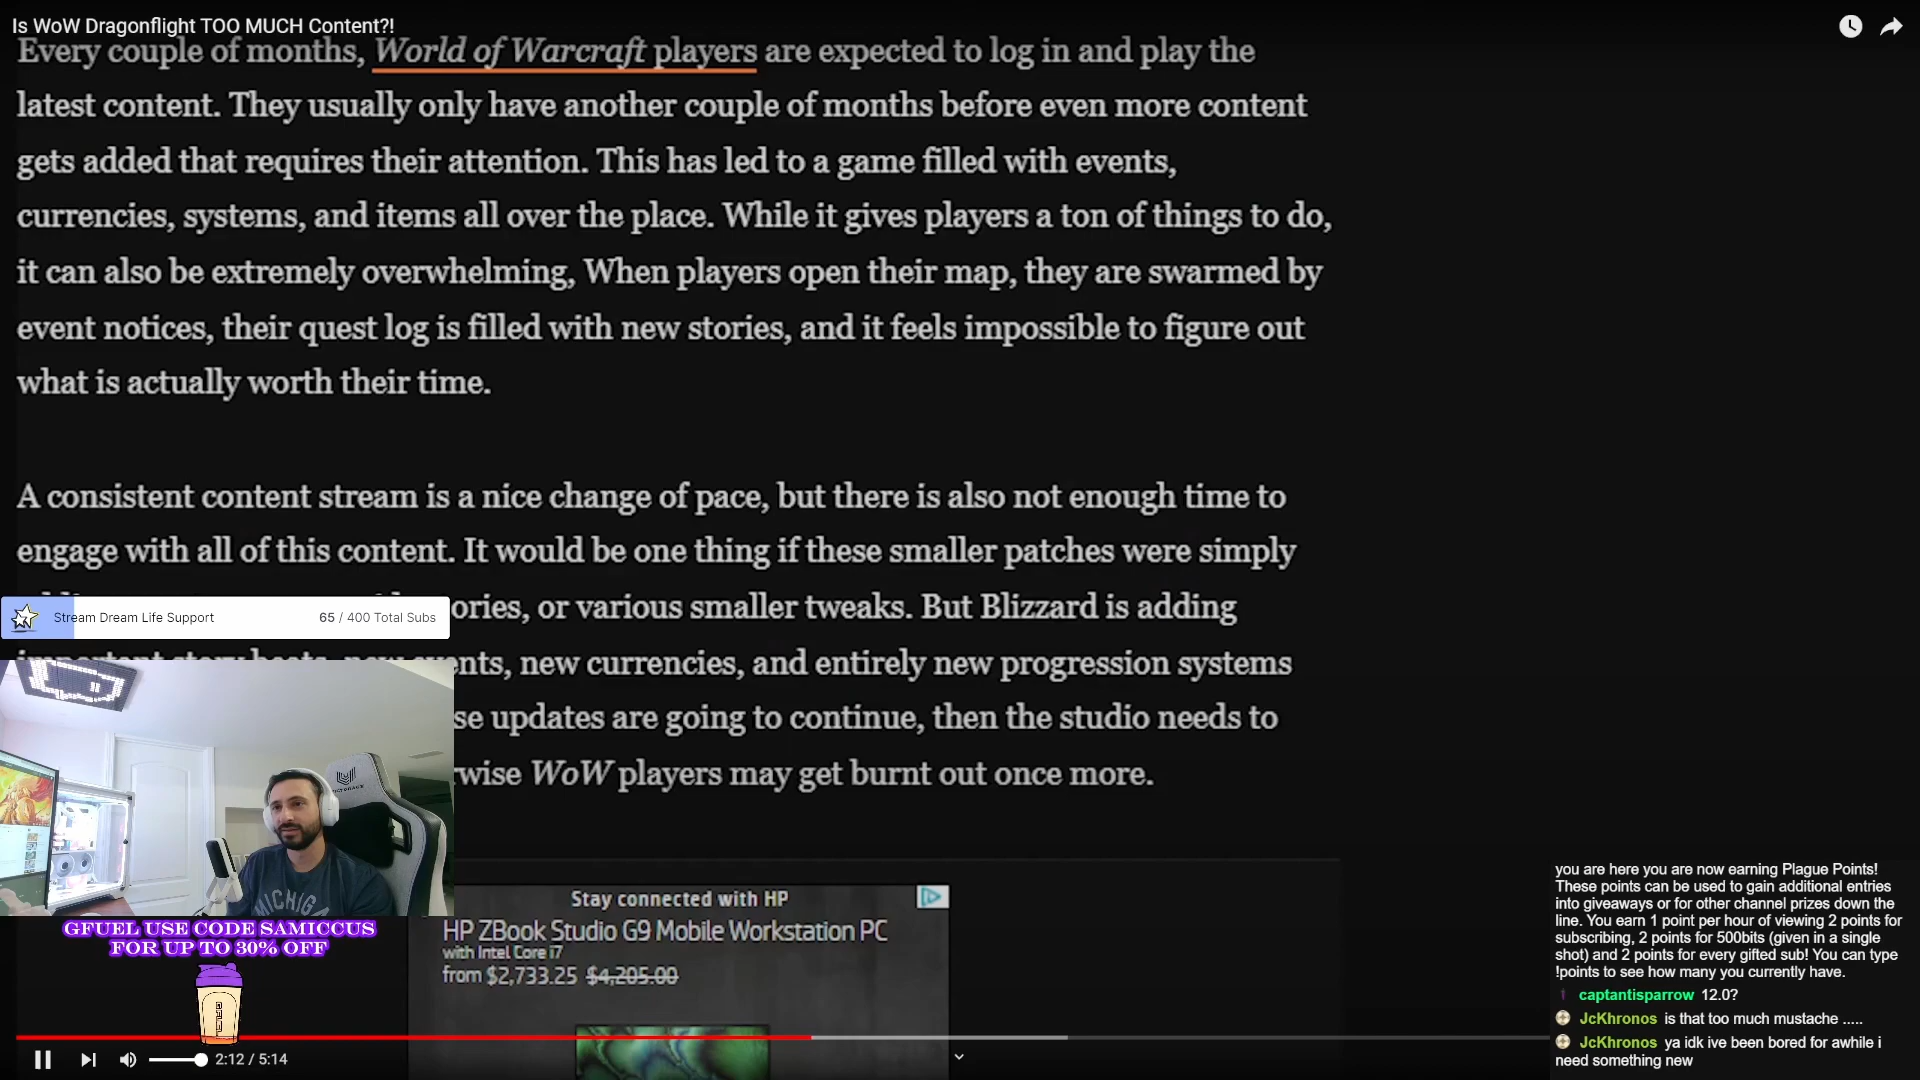 Is WoW Dragonflight TOO MUCH Content?!
Every couple of months, World of Warcraft players are expected to log in and play the
latest content. They usually only have another couple of months before even more content
gets added that requires their attention. This has led to a game filled with events,
currencies, systems, and items all over the place. While it gives players a ton of things to do,
it can also be extremely overwhelming, When players open their map, they are swarmed by
event notices, their quest log is filled with new stories, and it feels impossible to figure out
what is actually worth their time.
A consistent content stream is a nice change of pace, but there is also not enough time to
engage with all of this content. It would be one thing if these smaller patches were simply
ories, or various smaller tweaks. But Blizzard is adding
Stream Dream Life Support 65 / 400 Total Subs
important story beats, new events, new currencies, and entirely new progression systems
se updates are going to continue, then the studio needs to
wise WoW players may get burnt out once more.
MICHIGA
GFUEL USE CODE SAMICCUS
FOR UP TO 30% OFF
Stay connected with HP
HP ZBook Studio G9 Mobile Workstation PC
with Intel Core i7
from $2,733.25 $4,205.00
2:12 / 5:14
you are here you are now earning Plague Points!
These points can be used to gain additional entries
into giveaways or for other channel prizes down the
line. You earn 1 point per hour of viewing 2 points for
subscribing, 2 points for 500bits (given in a single
shot) and 2 points for every gifted sub! You can type
!points to see how many you currently have.
captantisparrow 12.0?
JcKhronos is that too much mustache .....
JcKhronos ya idk ive been bored for awhile i
need something new